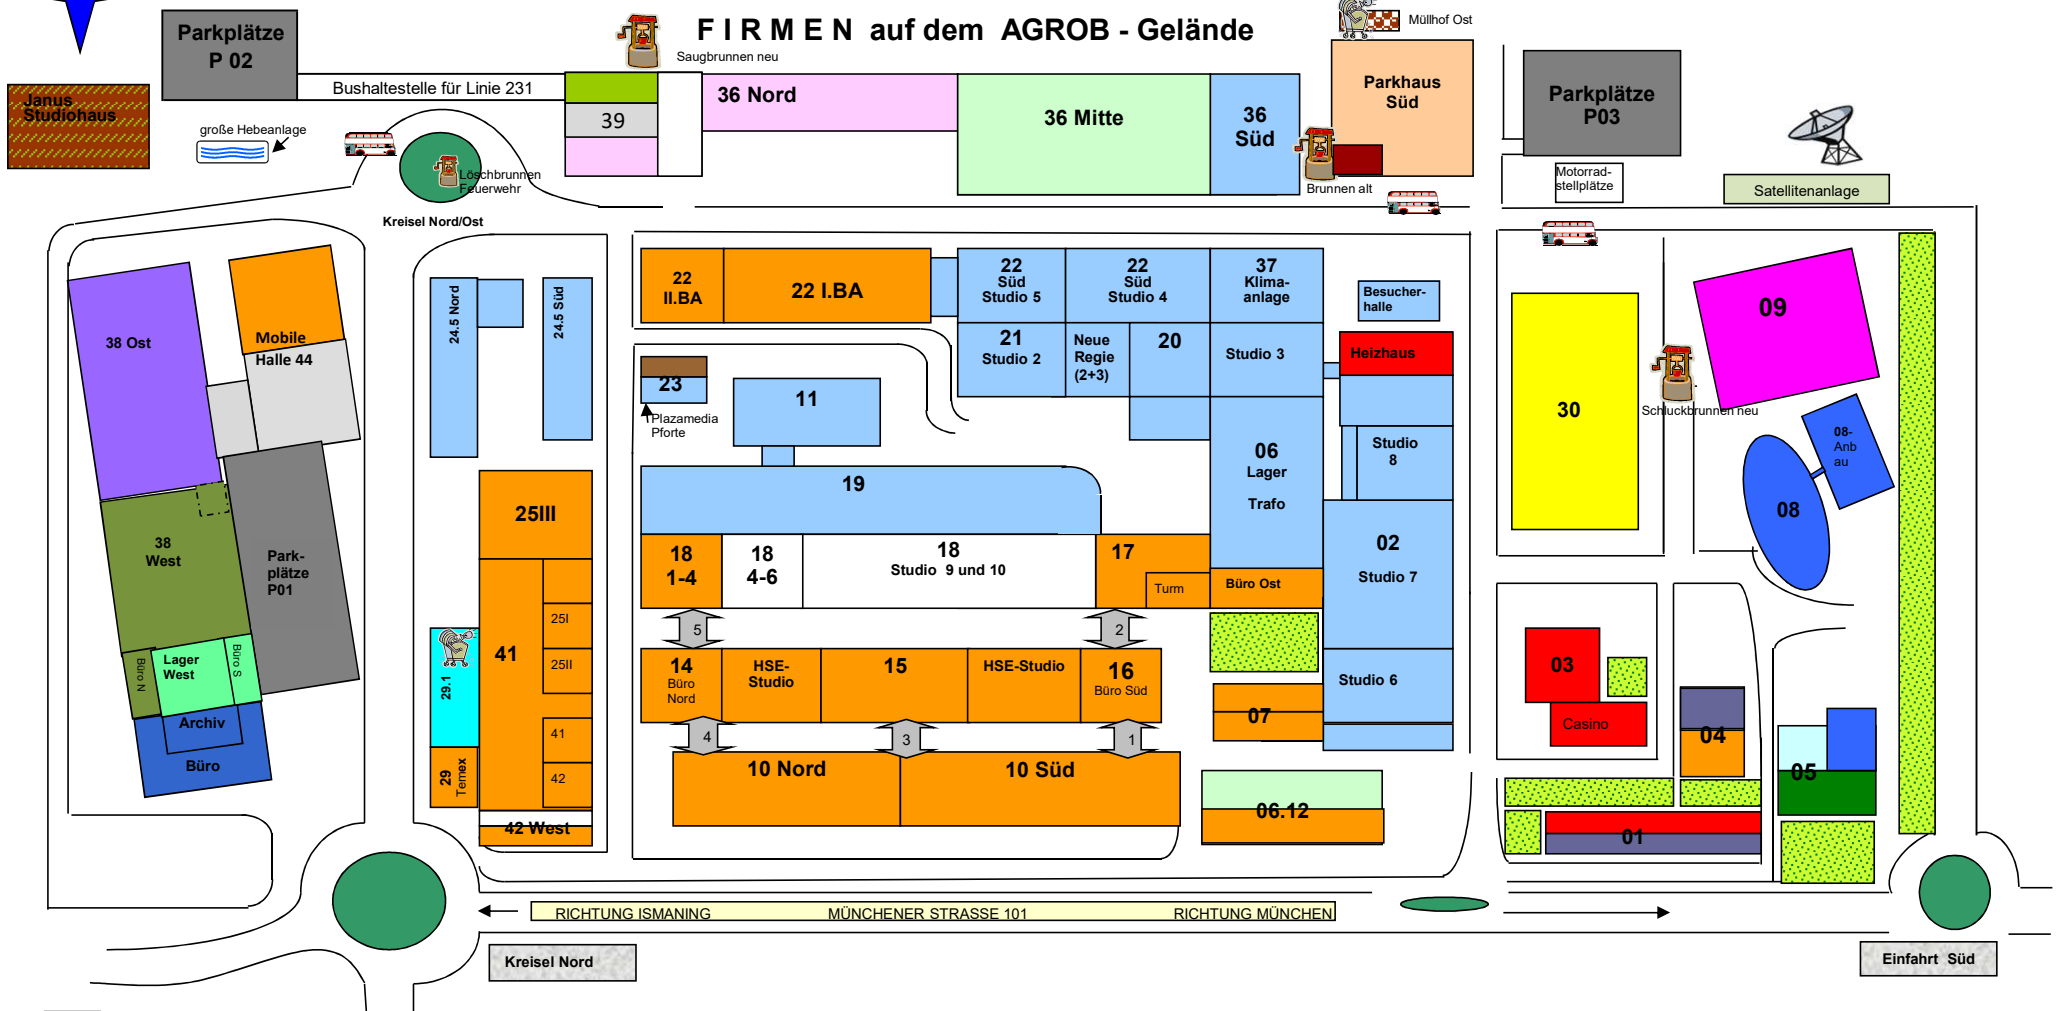 F I R M E N auf dem AGROB - Gelände
Parkplätze
P 02
Saugbrunnen neu
Müllhof Ost
Janus
Studiohaus
Bushaltestelle für Linie 231
39
36 Nord
36 Mitte
36
Süd
Parkhaus
Süd
Parkplätze
P03
große Hebeanlage
Löschbrunnen
Feuerwehr
Kreisel Nord/Ost
Brunnen alt
Motorrad-
stellplätze
Satellitenanlage
38 Ost
Mobile
Halle 44
24.5 Nord
24.5 Süd
22
II.BA
22 I.BA
22
Süd
Studio 5
22
Süd
Studio 4
37
Klima-
anlage
Besucher-
halle
21
Studio 2
Neue
Regie
(2+3)
20
Studio 3
Heizhaus
23
Plazamedia
Pforte
11
30
09
Schluckbrunnen neu
08-
Anb
au
08
06
Lager
Trafo
Studio
8
19
25III
38
West
Park-
plätze
P01
18
1-4
18
4-6
18
Studio 9 und 10
17
Turm
Büro Ost
02
Studio 7
25I
25II
41
41
42
5
2
14
Büro
Nord
HSE-
Studio
15
HSE-Studio
16
Büro Süd
Studio 6
Büro N
Lager
West
Büro S
Archiv
Büro
29.1
29
Temex
42 West
4
3
1
10 Nord
10 Süd
07
06.12
03
Casino
04
05
01
RICHTUNG ISMANING
MÜNCHENER STRASSE 101
RICHTUNG MÜNCHEN
Kreisel Nord
Einfahrt Süd